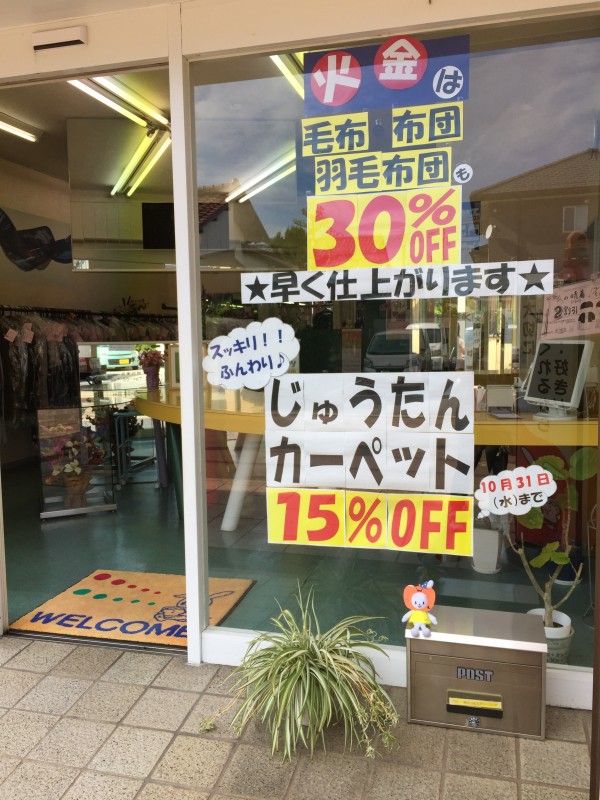 火 金 は
毛布 布団
羽毛布団も
30%
OFF
★早く仕上がります★
スッキリ！！
ふんわり♪
じゅうたん
カーペット
15%OFF
10月31日
(水)まで
WELCOME
POST